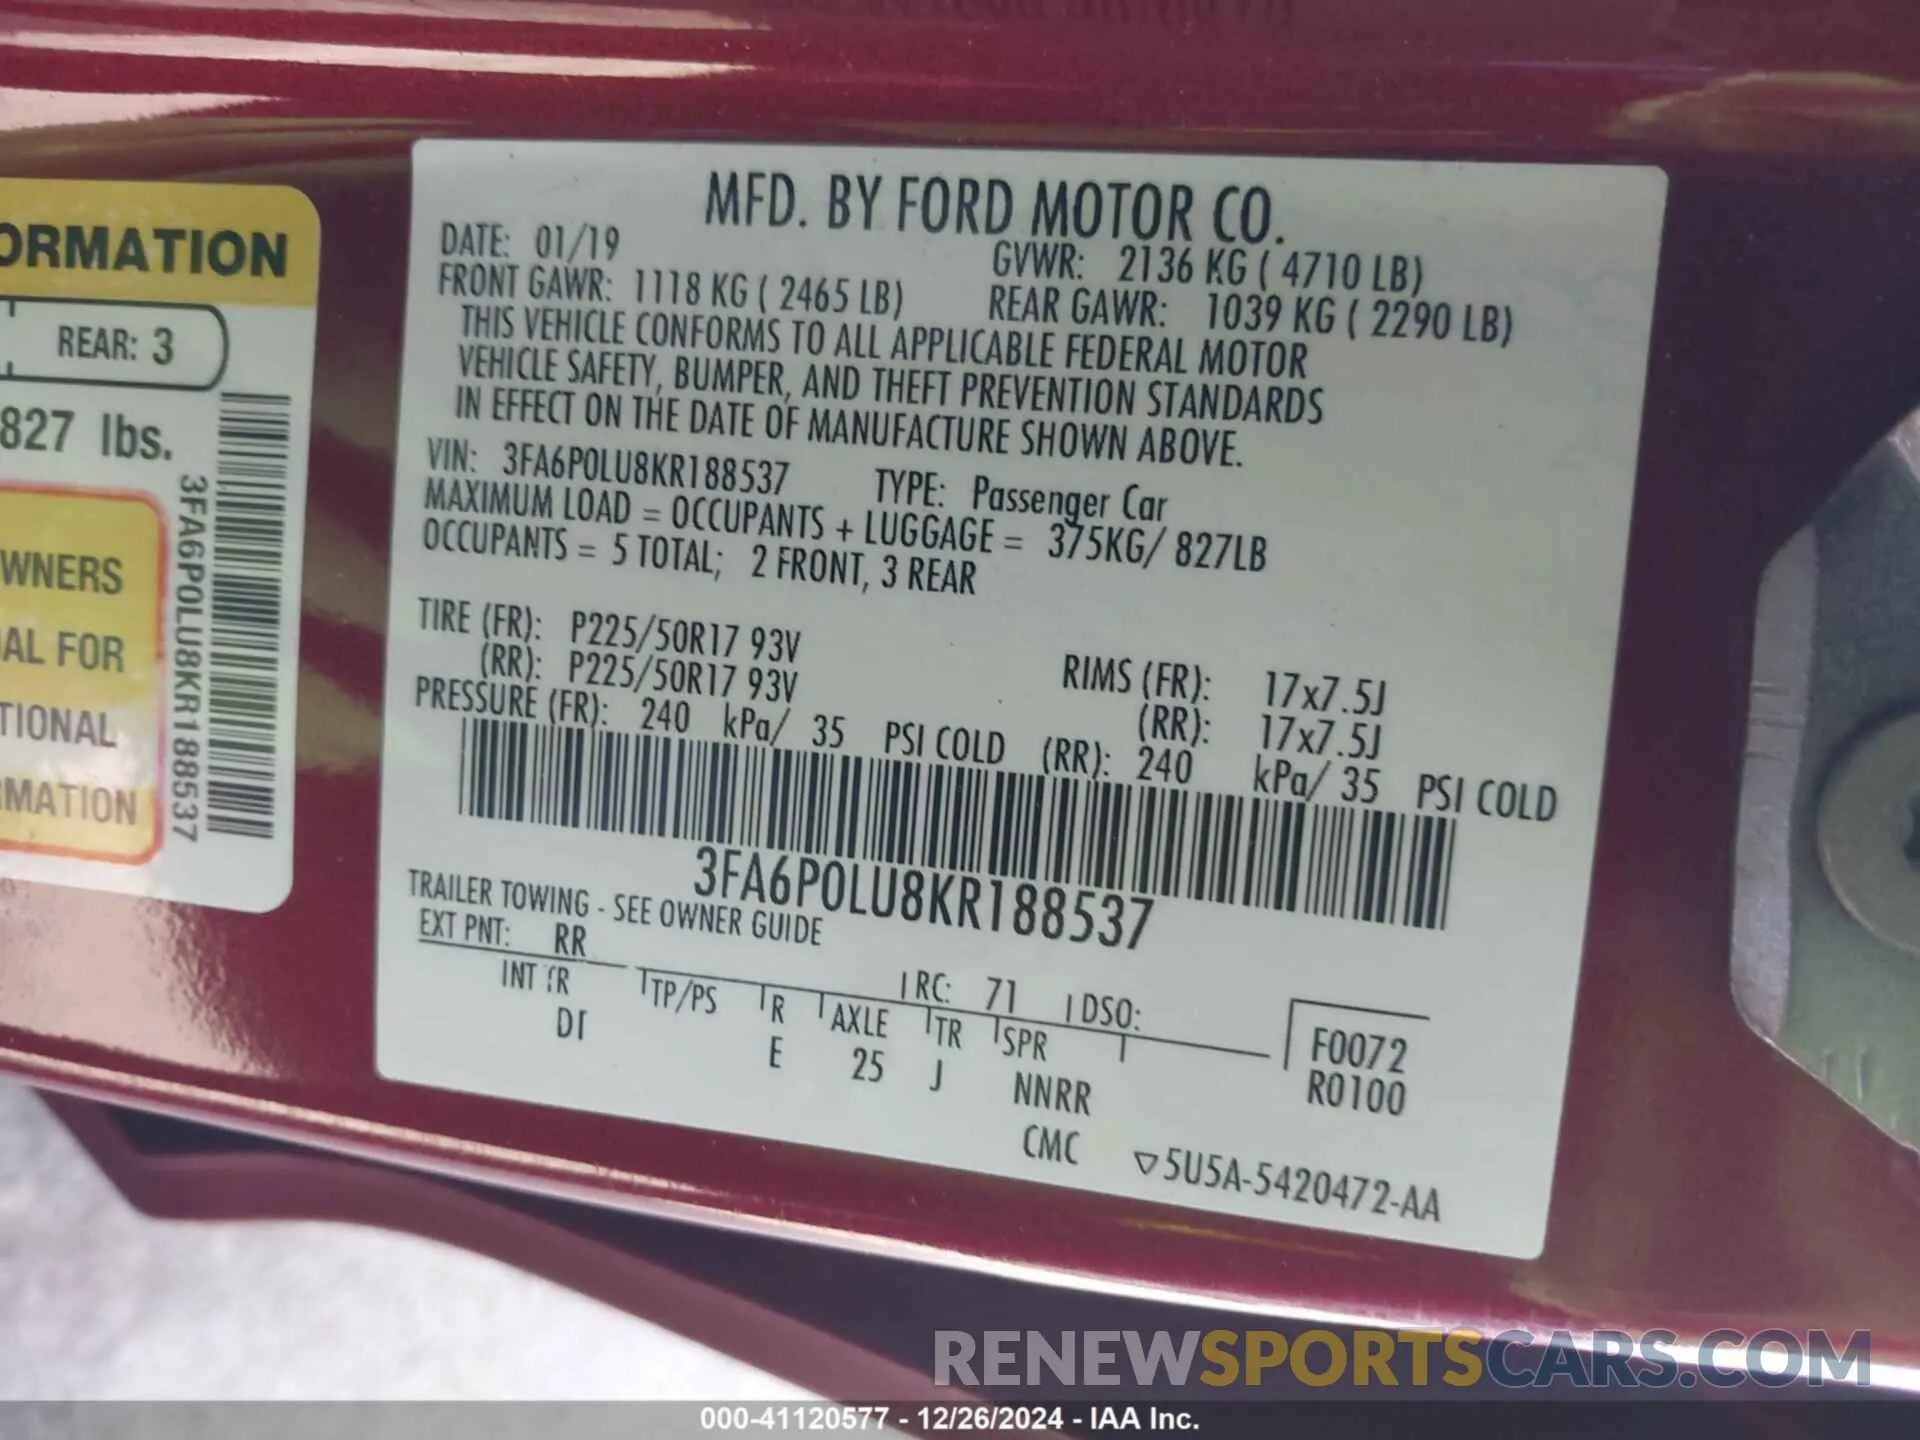 MFD. BY FORD MOTOR CO.
DATE: 01/19 GVWR: 2136 KG ( 4710 LB)
FRONT GAWR: 1118 KG ( 2465 LB) REAR GAWR: 1039 KG ( 2290 LB)
THIS VEHICLE CONFORMS TO ALL APPLICABLE FEDERAL MOTOR
VEHICLE SAFETY, BUMPER, AND THEFT PREVENTION STANDARDS
IN EFFECT ON THE DATE OF MANUFACTURE SHOWN ABOVE.
VIN: 3FA6P0LU8KR188537 TYPE: Passenger Car
MAXIMUM LOAD = OCCUPANTS + LUGGAGE = 375KG/ 827LB
OCCUPANTS = 5 TOTAL; 2 FRONT, 3 REAR
TIRE (FR): P225/50R17 93V RIMS (FR): 17x7.5J
(RR): P225/50R17 93V (RR): 17x7.5J
PRESSURE (FR): 240 kPa/ 35 PSI COLD (RR): 240 kPa/ 35 PSI COLD
3FA6P0LU8KR188537
TRAILER TOWING - SEE OWNER GUIDE
EXT PNT: RR RC: 71 DSO:
INT TR TP/PS R AXLE TR SPR F0072
E 25 J NNRR R0100
CMC 5U5A-5420472-AA
ORMATION
REAR: 3
827 lbs.
3FA6P0LU8KR188537
WNERS
AL FOR
TIONAL
RMATION
RENEWSPORTSCARS.COM
000-41120577 - 12/26/2024 - IAA Inc.